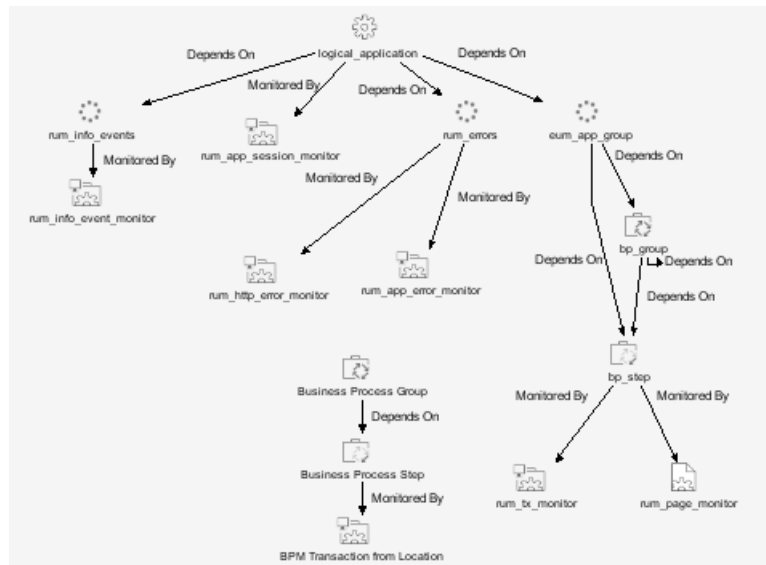 logical_application
Depends On
Depends On
Monitored By
Depends On
rum_info_events
rum_app_session_monitor
rum_errors
eum_app_group
Monitored By
Depends On
Monitored By
Monitored By
rum_info_event_monitor
bp_group
Depends On
Depends On
rum_http_error_monitor
rum_app_error_monitor
Depends On
bp_step
Business Process Group
Monitored By
Monitored By
Depends On
Business Process Step
Monitored By
rum_tx_monitor
rum_page_monitor
BPM Transaction from Location